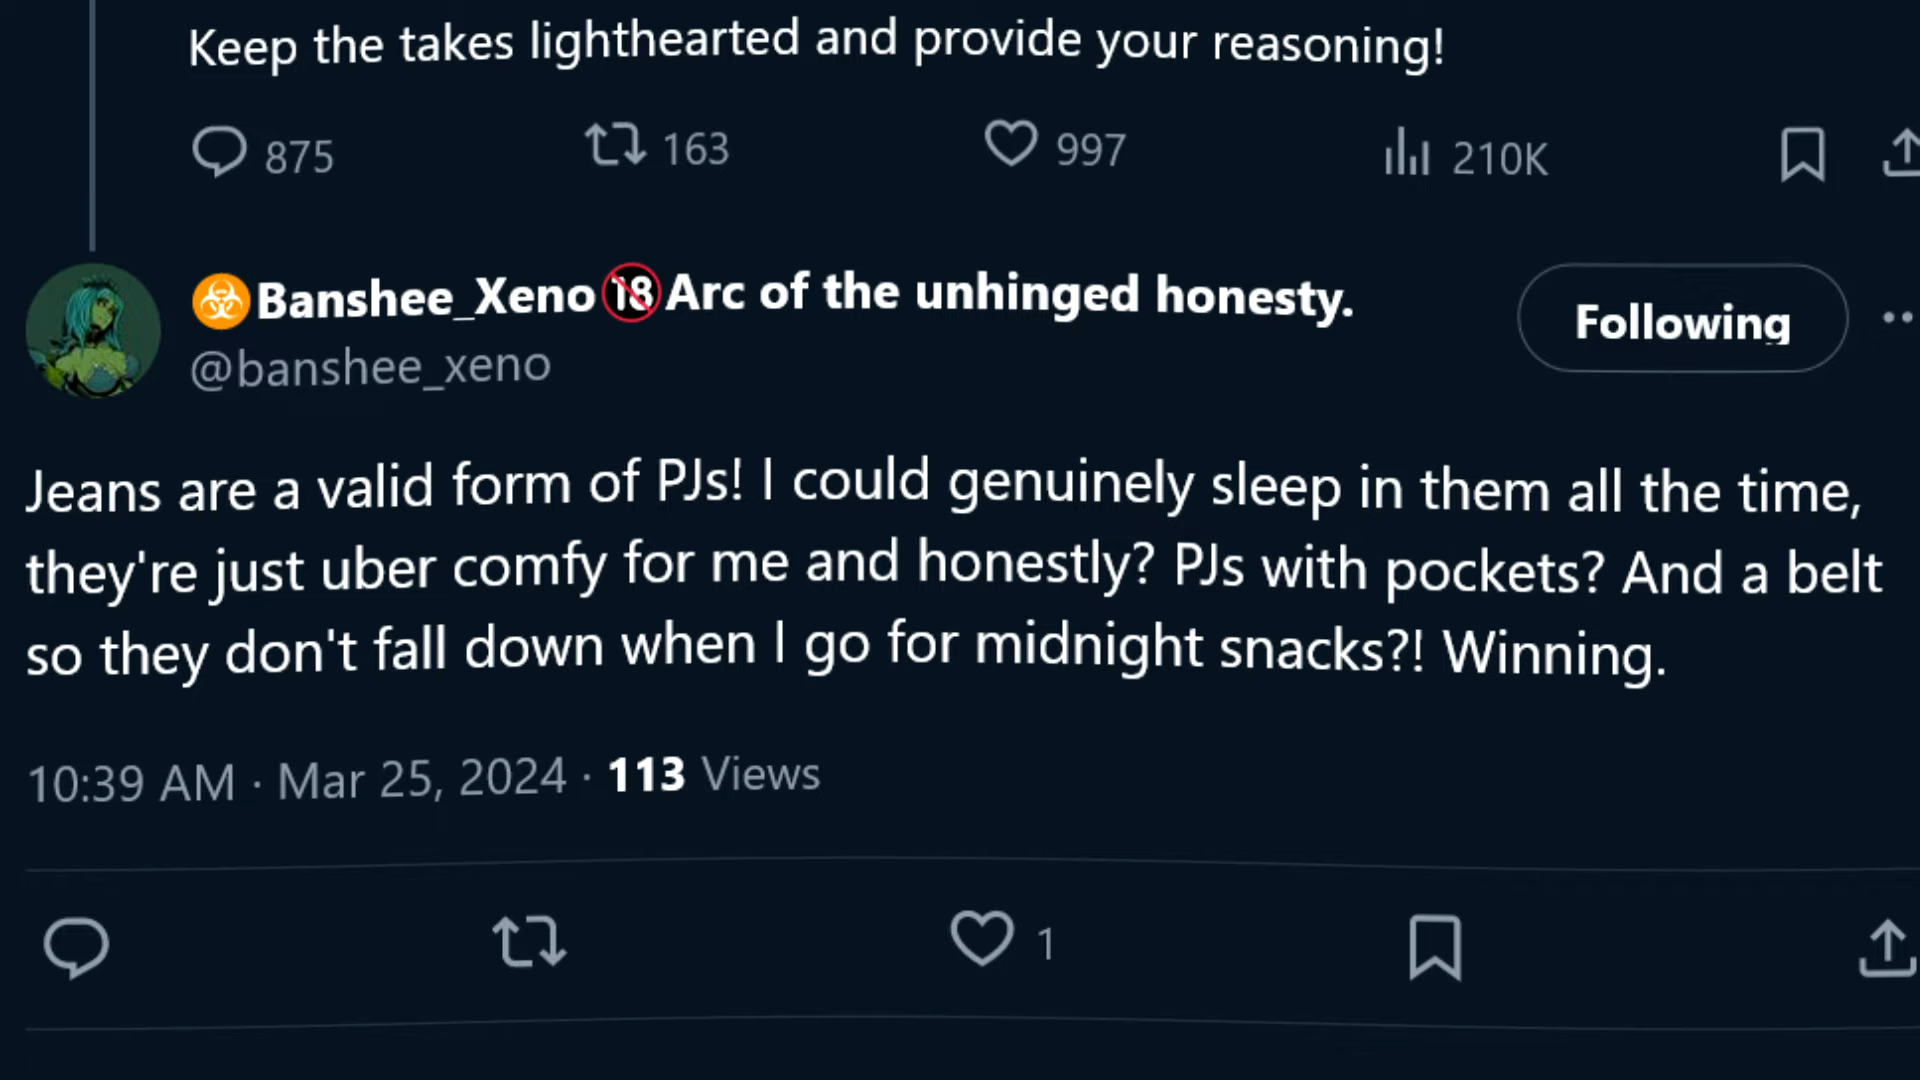 Keep the takes lighthearted and provide your reasoning!
875 163 997 210K
☣Banshee_Xeno🔞Arc of the unhinged honesty.
Following
@banshee_xeno
Jeans are a valid form of PJs! I could genuinely sleep in them all the time,
they're just uber comfy for me and honestly? PJs with pockets? And a belt
so they don't fall down when I go for midnight snacks?! Winning.
10:39 AM · Mar 25, 2024 · 113 Views
1